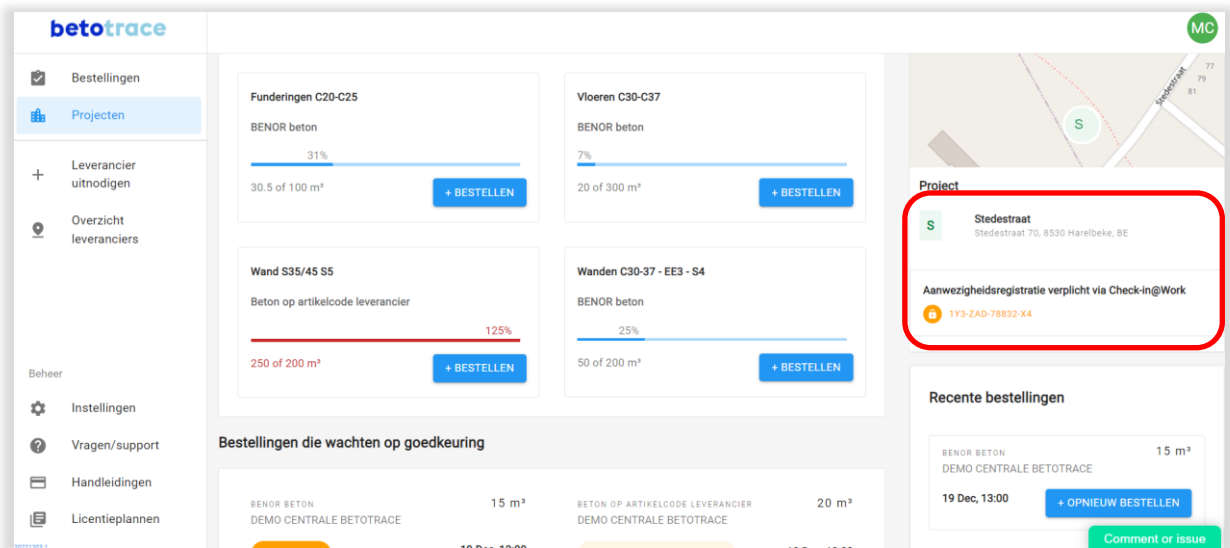 betotrace
MC
Bestellingen
Projecten
Leverancier
uitnodigen
Overzicht
leveranciers
Beheer
Instellingen
Vragen/support
Handleidingen
Licentieplannen
Funderingen C20-C25
BENOR beton
31%
30.5 of 100 m³
+ BESTELLEN
Vloeren C30-C37
BENOR beton
7%
20 of 300 m³
+ BESTELLEN
Wand S35/45 S5
Beton op artikelcode leverancier
125%
250 of 200 m³
+ BESTELLEN
Wanden C30-37 - EE3 - S4
BENOR beton
25%
50 of 200 m³
+ BESTELLEN
Bestellingen die wachten op goedkeuring
BENOR BETON
15 m³
DEMO CENTRALE BETOTRACE
BETON OP ARTIKELCODE LEVERANCIER
20 m³
DEMO CENTRALE BETOTRACE
Stedestraat
Stedestraat
77
79
81
S
Project
S
Stedestraat
Stedestraat 70, 8530 Harelbeke, BE
Aanwezigheidsregistratie verplicht via Check-in@Work
1Y3-ZAD-78832-X4
Recente bestellingen
BENOR BETON
15 m³
DEMO CENTRALE BETOTRACE
19 Dec, 13:00
+ OPNIEUW BESTELLEN
Comment or issue